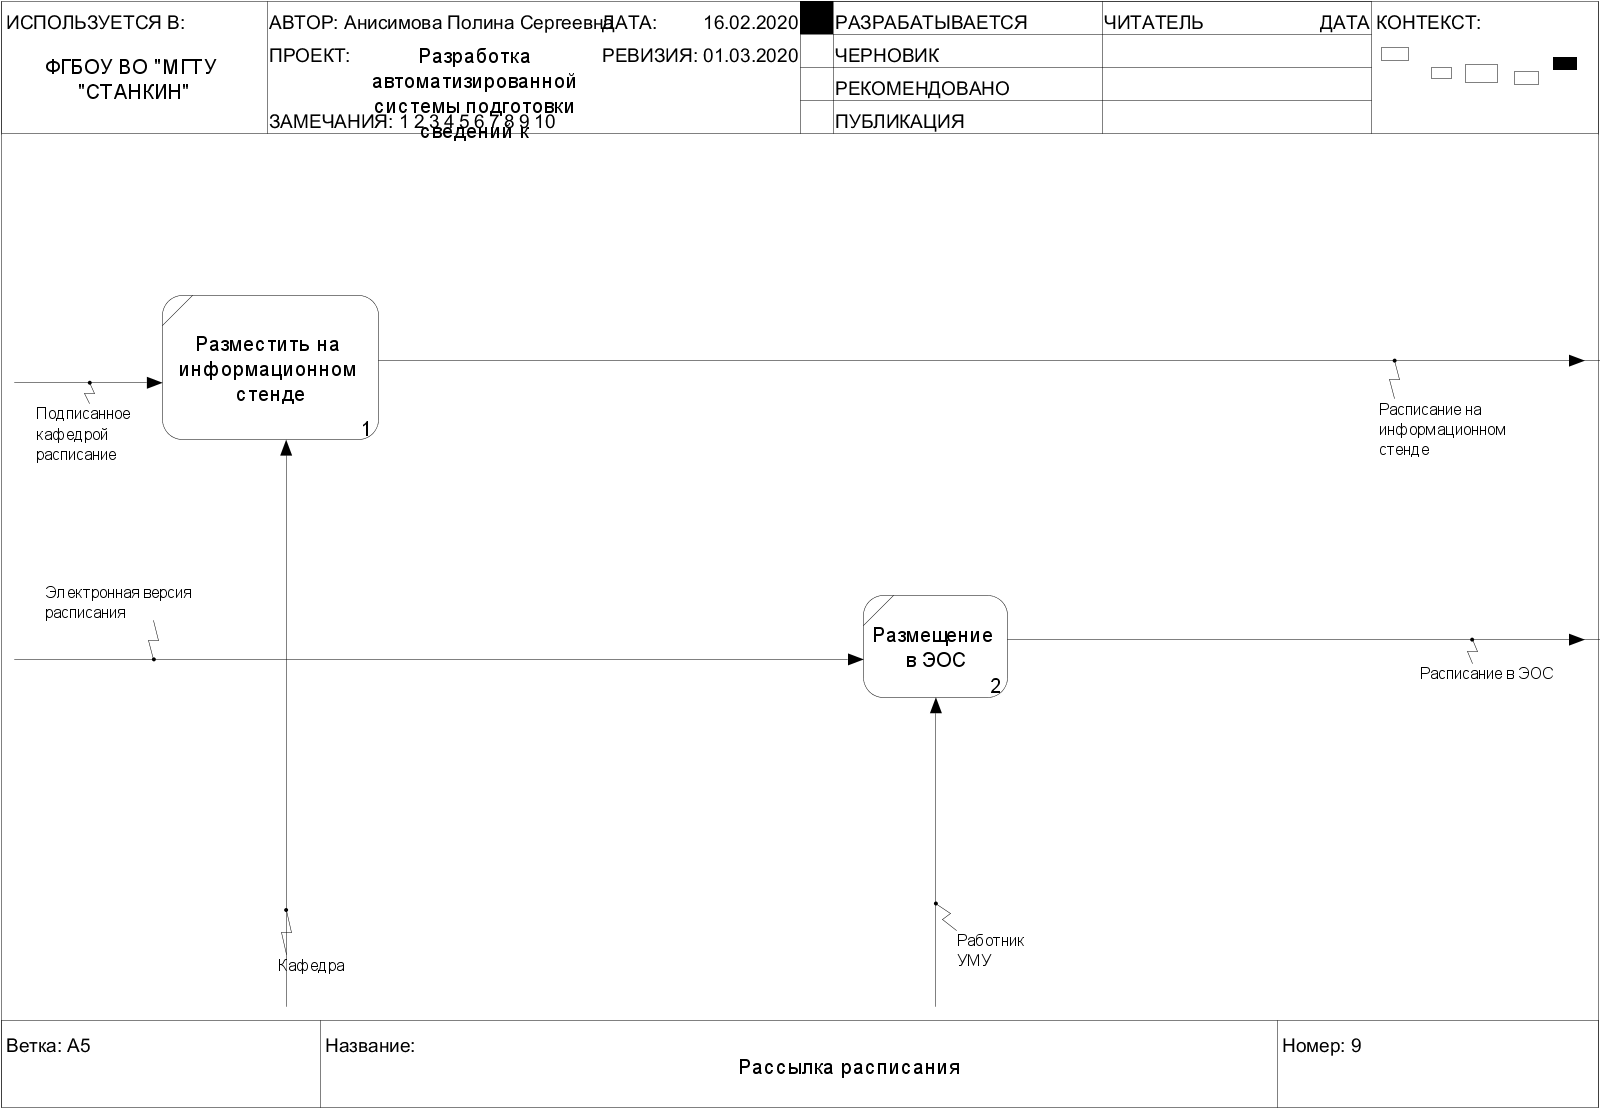 ИСПОЛЬЗУЕТСЯ В:
ФГБОУ ВО "МГТУ
"СТАНКИН"
АВТОР: Анисимова Полина Сергеевна
ДАТА: 16.02.2020
ПРОЕКТ:
Разработка
автоматизированной
системы подготовки
сведений к
РЕВИЗИЯ: 01.03.2020
ЗАМЕЧАНИЯ: 1 2 3 4 5 6 7 8 9 10
РАЗРАБАТЫВАЕТСЯ
ЧЕРНОВИК
РЕКОМЕНДОВАНО
ПУБЛИКАЦИЯ
ЧИТАТЕЛЬ ДАТА
КОНТЕКСТ:
Разместить на
информационном
стенде
1
Подписанное
кафедрой
расписание
Расписание на
информационном
стенде
Электронная версия
расписания
Размещение
в ЭОС
2
Расписание в ЭОС
Кафедра
Работник
УМУ
Ветка: A5
Название:
Рассылка расписания
Номер: 9